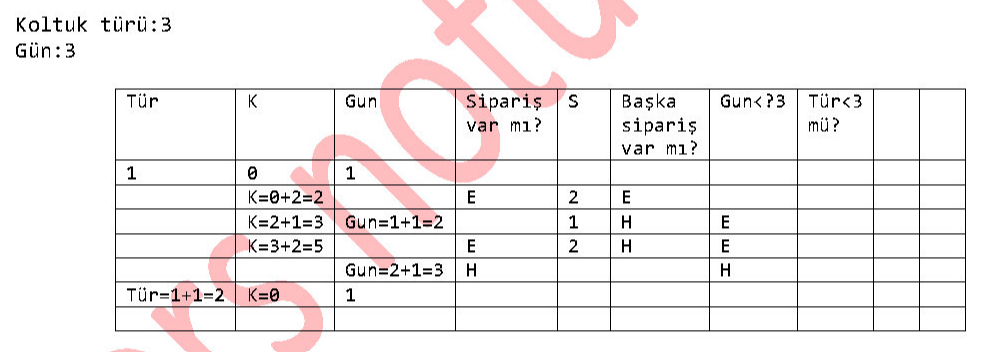 Koltuk türü:3
Gün:3
Tür K Gun Sipariş var mı? S Başka sipariş var mı? Gun<?3 Tür<3 mü?
1 0 1
K=0+2=2 E 2 E
K=2+1=3 Gun=1+1=2 1 H E
K=3+2=5 E 2 H E
Gun=2+1=3 H H
Tür=1+1=2 K=0 1
ers notu